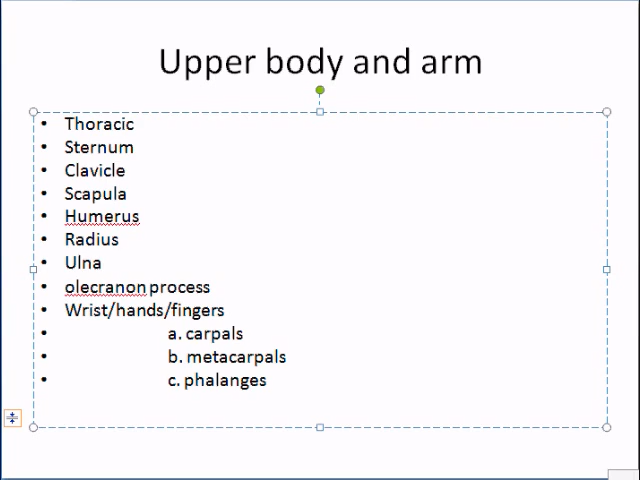 Upper body and arm
• Thoracic
• Sternum
• Clavicle
• Scapula
• Humerus
• Radius
• Ulna
• olecranon process
• Wrist/hands/fingers
• a. carpals
• b. metacarpals
• c. phalanges